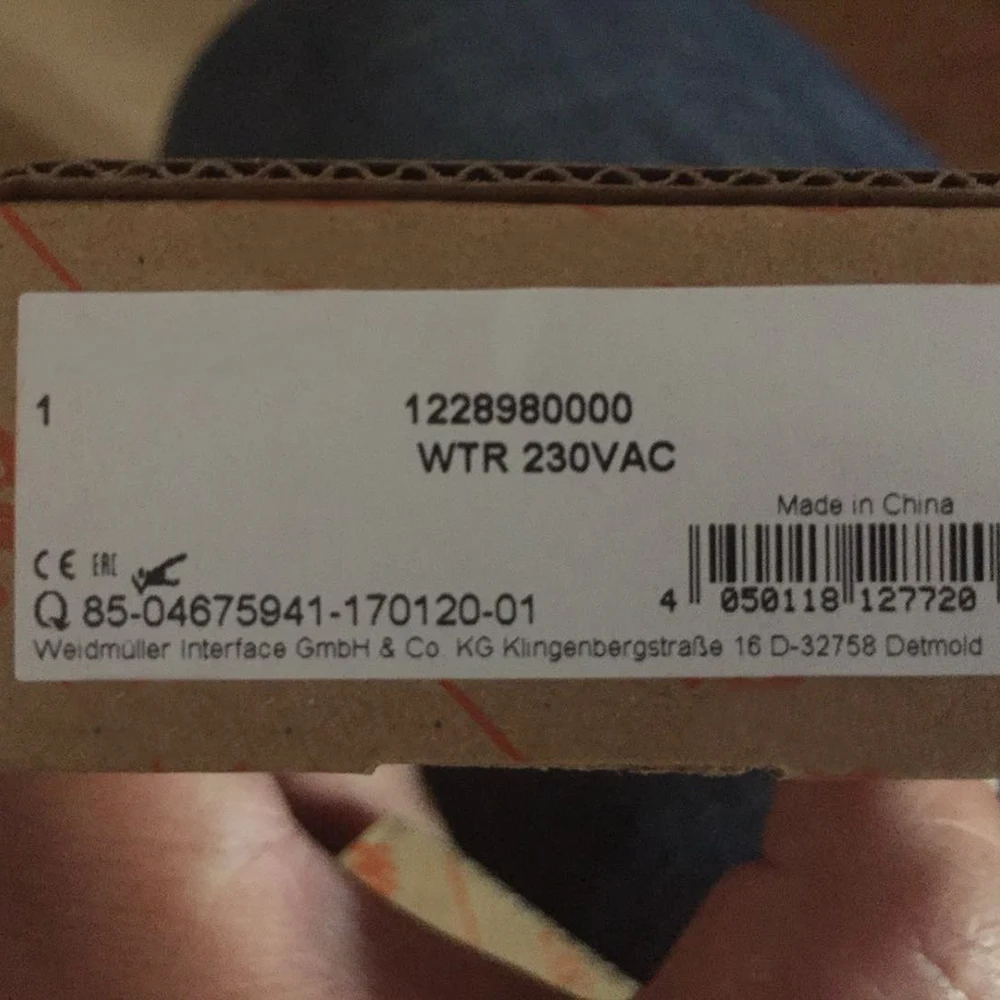 1
1228980000
WTR 230VAC
Made in China
CE EAC
4 050118 127720
Q 85-04675941-170120-01
Weidmüller Interface GmbH & Co. KG Klingenbergstraße 16 D-32758 Detmold